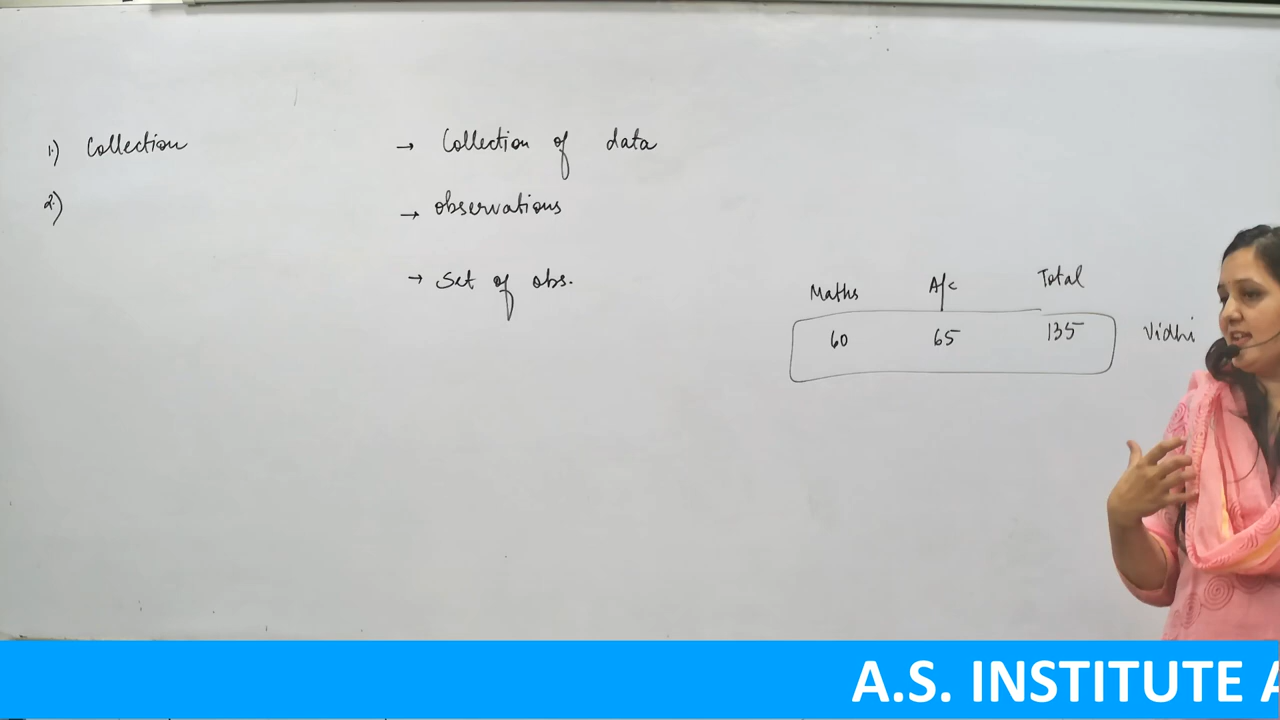 1.) Collection → Collection of data
2.) → Observations
→ Set of obs.
Maths A/c Total
60 65 135 Vidhi
A.S. INSTITUTE A